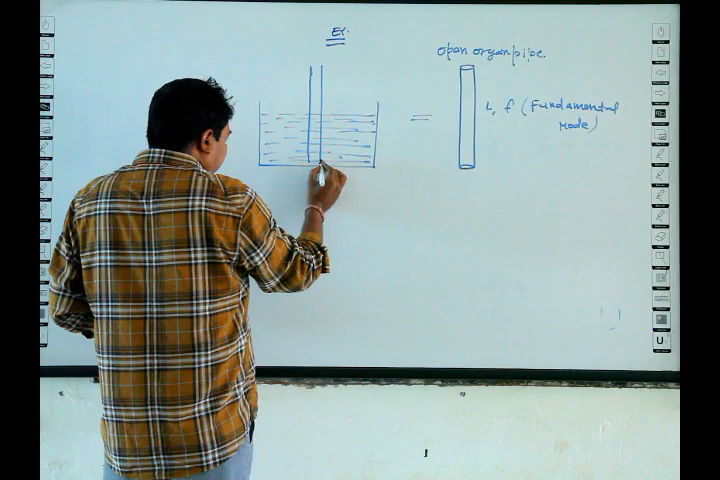 Ex.
open organ pipe.
L, f (Fundamental
Mode)
U